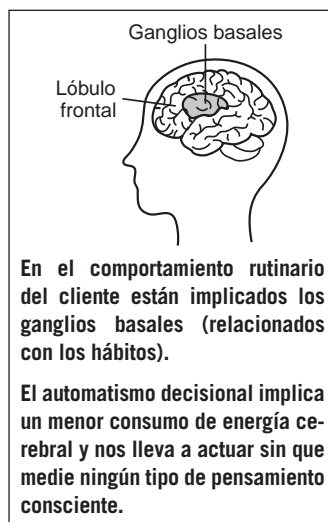 Ganglios basales
Lóbulo
frontal
En el comportamiento rutinario
del cliente están implicados los
ganglios basales (relacionados
con los hábitos).
El automatismo decisional implica
un menor consumo de energía ce-
rebral y nos lleva a actuar sin que
medie ningún tipo de pensamiento
consciente.